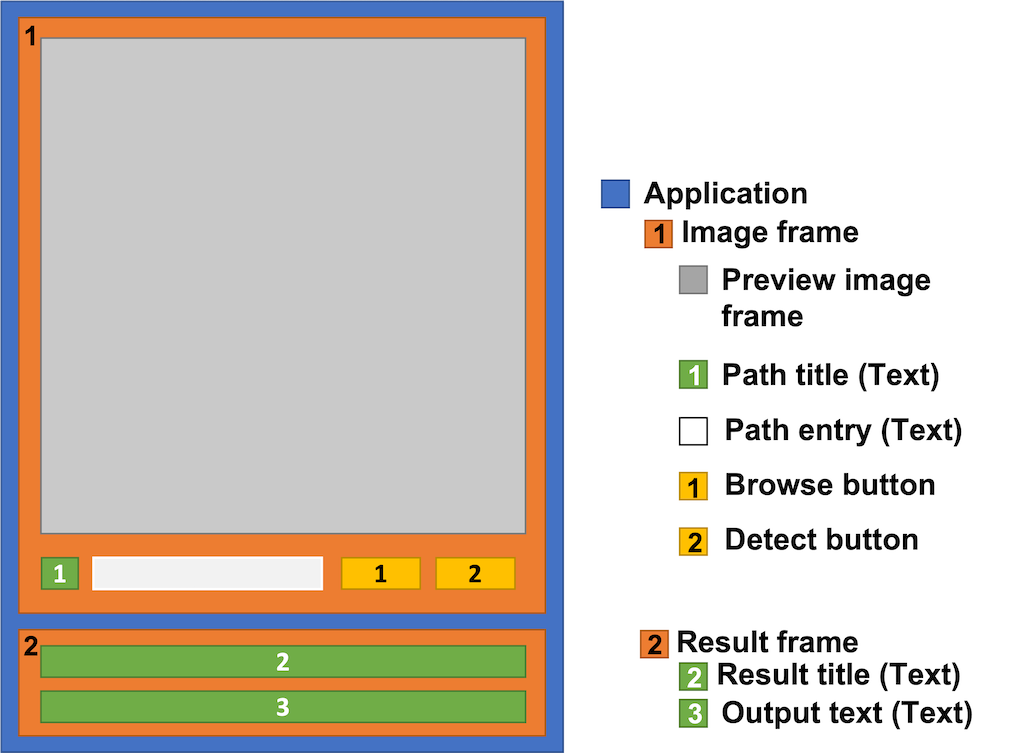 1
1
1
2
2
2
3
Application
1 Image frame
Preview image
frame
1 Path title (Text)
Path entry (Text)
1 Browse button
2 Detect button
2 Result frame
2 Result title (Text)
3 Output text (Text)